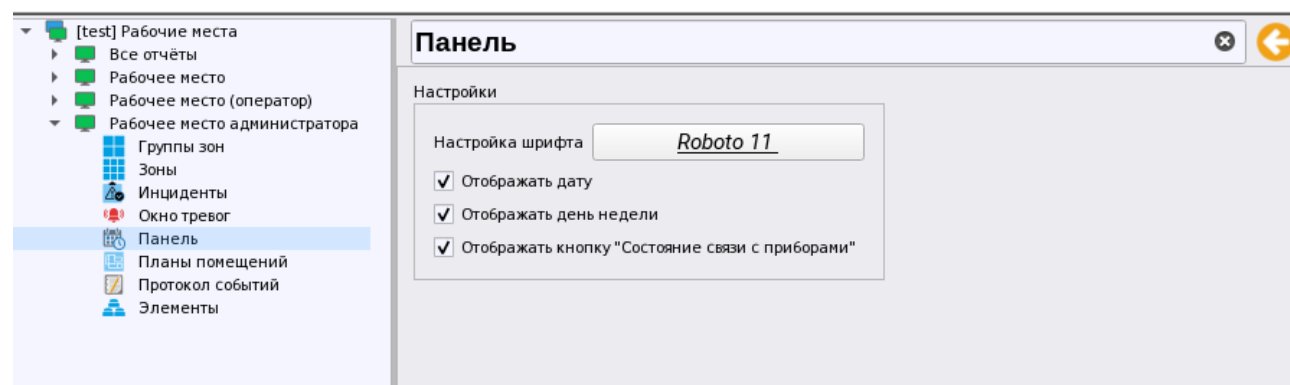 [test] Рабочие места
Все отчёты
Рабочее место
Рабочее место (оператор)
Рабочее место администратора
Группы зон
Зоны
Инциденты
Окно тревог
Панель
Планы помещений
Протокол событий
Элементы
Панель
Настройки
Настройка шрифта Roboto 11
Отображать дату
Отображать день недели
Отображать кнопку "Состояние связи с приборами"